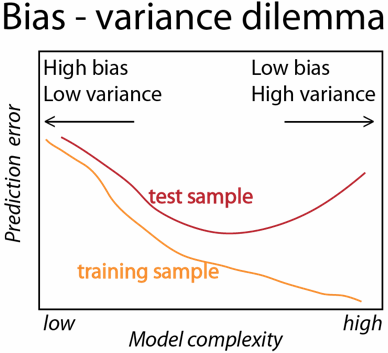 Bias - variance dilemma
High bias
Low variance
Low bias
High variance
Prediction error
test sample
training sample
low
high
Model complexity